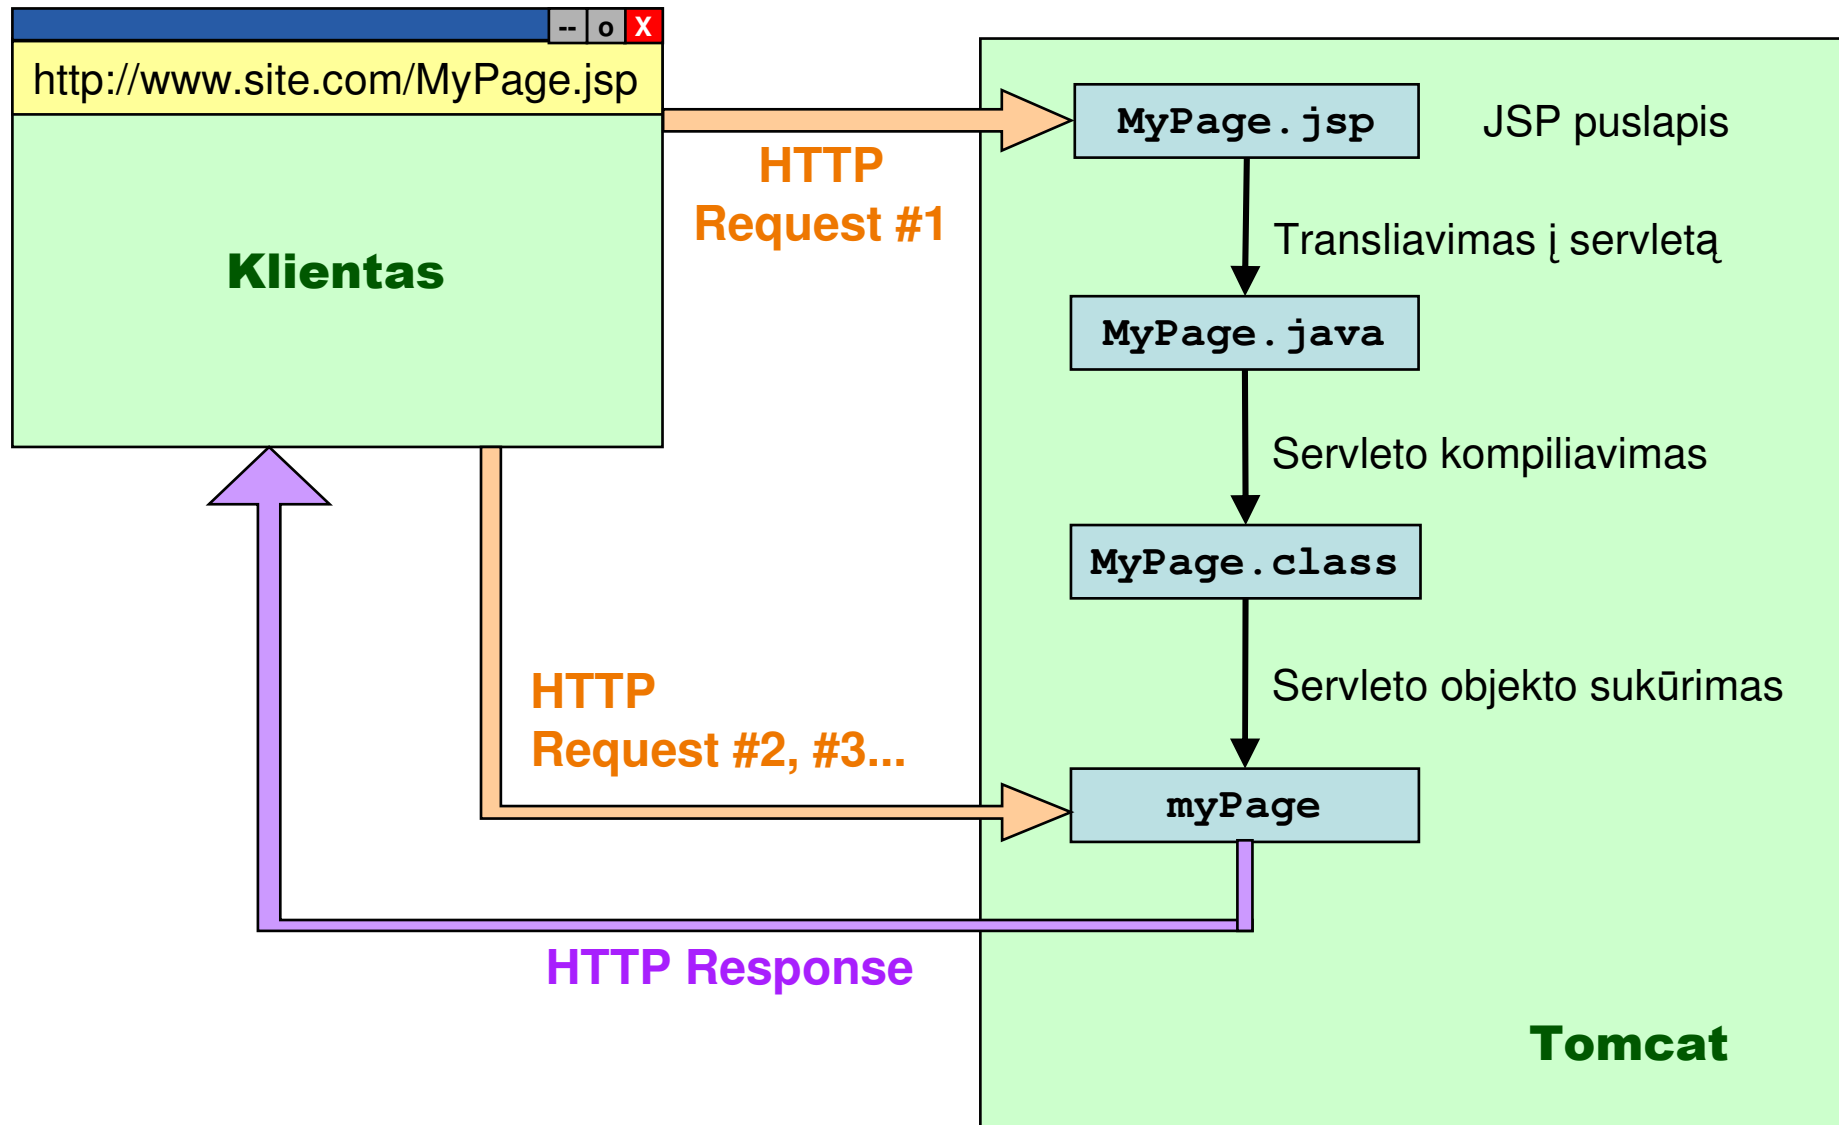 -- o X
http://www.site.com/MyPage.jsp
Klientas
HTTP
Request #1
MyPage.jsp
JSP puslapis
Transliavimas į servletą
MyPage.java
Servleto kompiliavimas
MyPage.class
Servleto objekto sukūrimas
HTTP
Request #2, #3...
myPage
HTTP Response
Tomcat